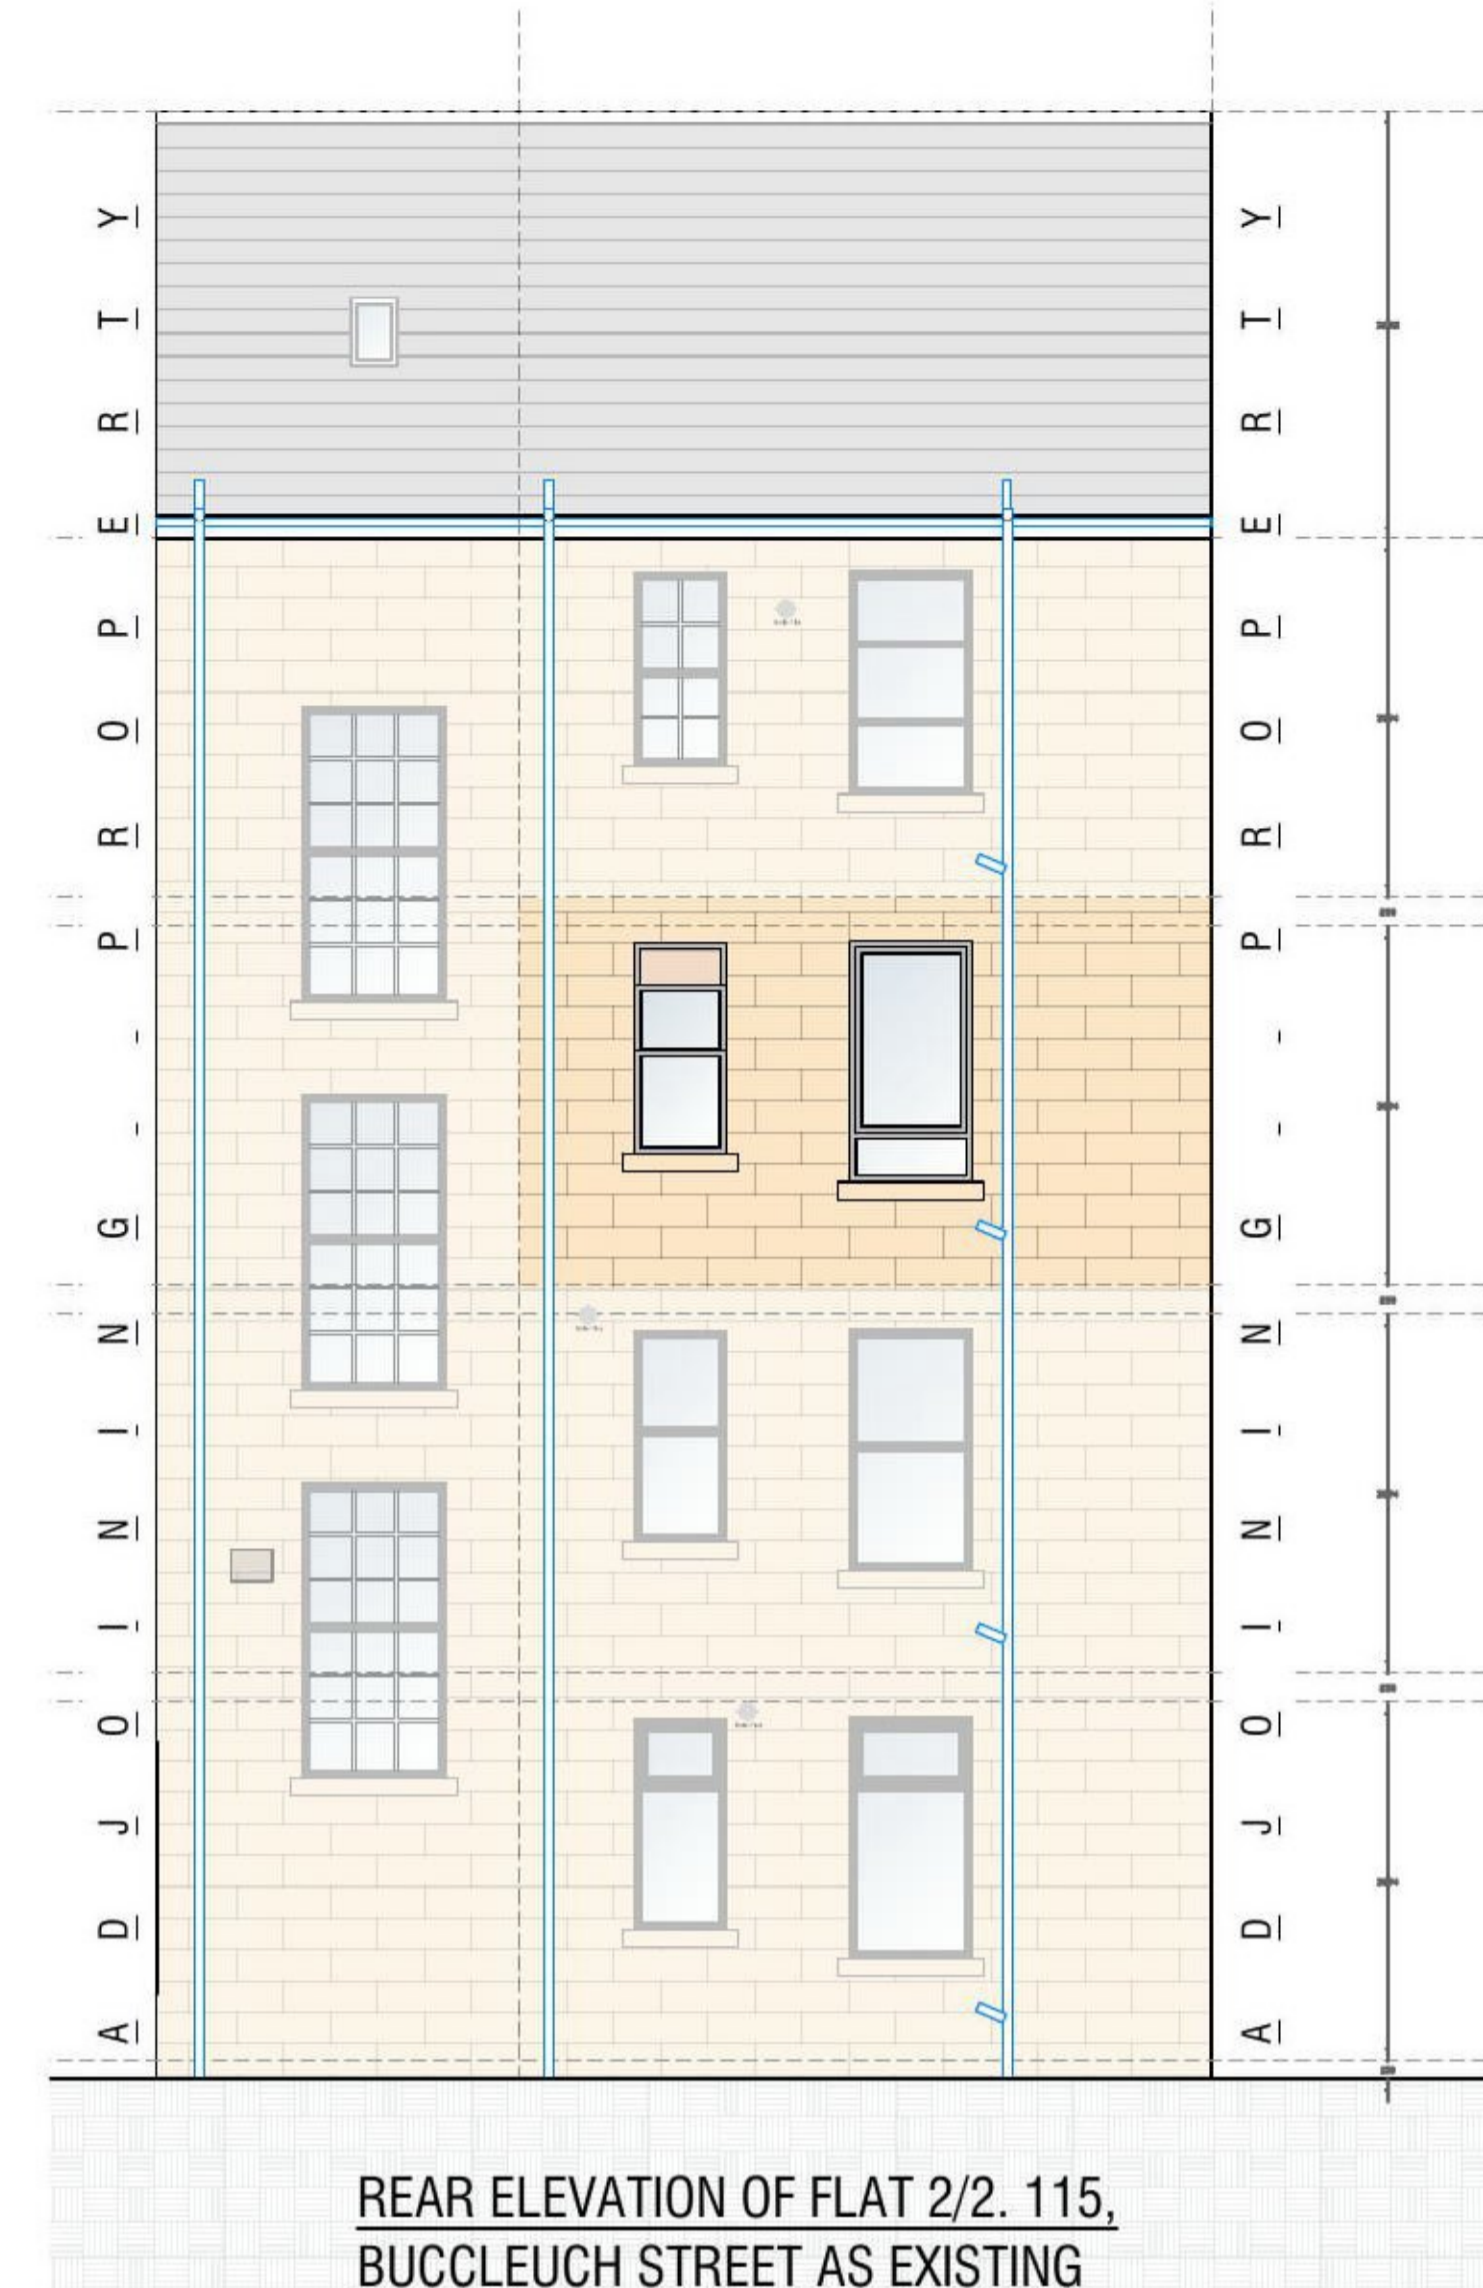 ADJOINING -- PROPERTY
ADJOINING -- PROPERTY
REAR ELEVATION OF FLAT 2/2. 115,
BUCCLEUCH STREET AS EXISTING